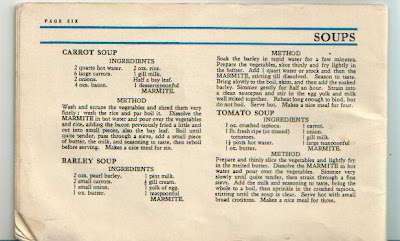 PAGE SIX
SOUPS
CARROT SOUP
INGREDIENTS
2 quarts hot water. 2 ozs. rice.
6 large carrots. 1 gill milk.
2 onions. Half a bay leaf.
4 ozs. bacon. 1 dessertspoonful
MARMITE.
METHOD
Wash and scrape the vegetables and shred them very
finely; wash the rice and par boil it. Dissolve the
MARMITE in hot water and pour over the vegetables
and rice, adding the bacon previously fried a little and
cut into small pieces, also the bay leaf. Boil until
quite tender, pass through a sieve, add a small piece
of butter, the milk, and seasoning to taste, then reboil
before serving. Makes a nice meal for six.
BARLEY SOUP
INGREDIENTS
2 ozs. pearl barley. ½ pint milk.
2 small carrots. ½ gill cream.
1 small onion. ½ yolk of egg.
1 oz. butter. 1 teaspoonful
MARMITE.
METHOD
Soak the barley in tepid water for a few minutes.
Prepare the vegetables, slice thinly and fry lightly in
the butter. Add 1 quart water or stock and then the
MARMITE, stirring till dissolved. Season to taste.
Bring slowly to the boil, skim, and then add the soaked
barley. Simmer gently for half an hour. Strain into
a clean saucepan and stir in the egg yolk and milk
well mixed together. Reheat long enough to bind, but
do not boil. Serve hot. Makes a nice meal for four.
TOMATO SOUP
INGREDIENTS
1 oz. crushed tapioca. 1 carrot.
1 lb. fresh ripe (or tinned) 1 onion.
tomatoes. 1 gill milk.
1½ pints hot water. 1 large teaspoonful
1 oz. butter. MARMITE.
METHOD
Prepare and thinly slice the vegetables and lightly fry
in the melted butter. Dissolve the MARMITE in hot
water and pour over the vegetables. Simmer very
slowly until quite tender, then strain through a fine
sieve. Add the milk and seasoning to taste, bring the
whole to a boil, then sprinkle in the crushed tapioca,
stirring until the soup is clear. Serve hot with small
bread croûtons. Makes a nice meal for six.